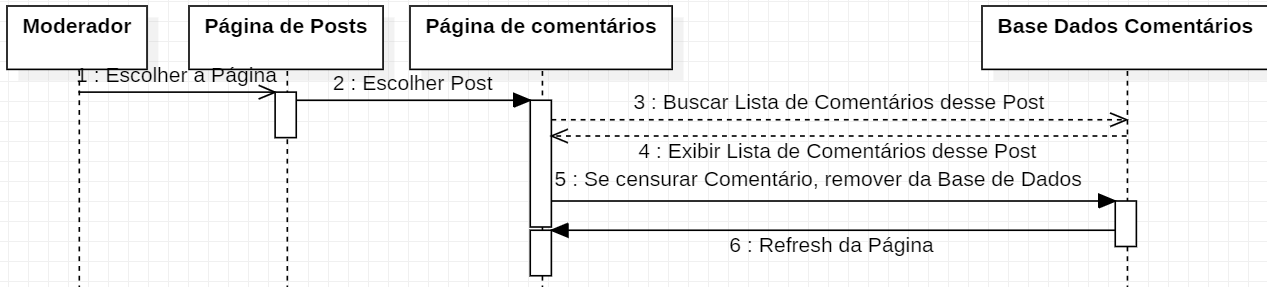 Moderador
Página de Posts
Página de comentários
Base Dados Comentários
1 : Escolher a Página
2 : Escolher Post
3 : Buscar Lista de Comentários desse Post
4 : Exibir Lista de Comentários desse Post
5 : Se censurar Comentário, remover da Base de Dados
6 : Refresh da Página